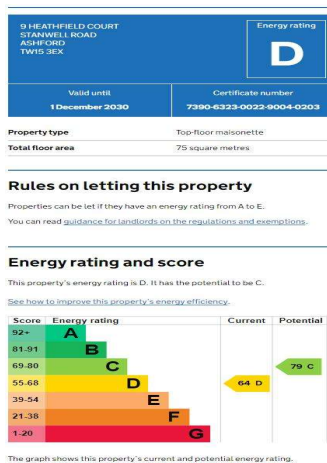 9 HEATHFIELD COURT
STANWELL ROAD
ASHFORD
TW15 3EX
Energy rating
D
Valid until
1 December 2030
Certificate number
7390-6323-0022-9004-0203
Property type Top-floor maisonette
Total floor area 75 square metres
Rules on letting this property
Properties can be let if they have an energy rating from A to E.
You can read guidance for landlords on the regulations and exemptions.
Energy rating and score
This property's energy rating is D. It has the potential to be C.
See how to improve this property's energy efficiency.
Score Energy rating Current Potential
92+ A
81-91 B
69-80 C 79 C
55-68 D 64 D
39-54 E
21-38 F
1-20 G
The graph shows this property's current and potential energy rating.